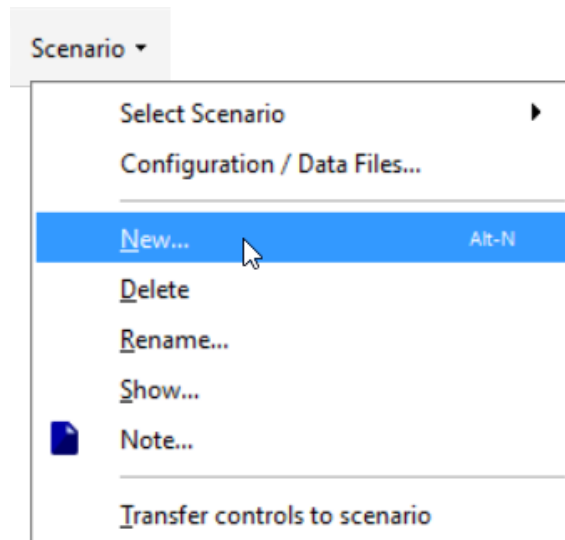 Scenario
Select Scenario
Configuration / Data Files...
New... Alt-N
Delete
Rename...
Show...
Note...
Transfer controls to scenario